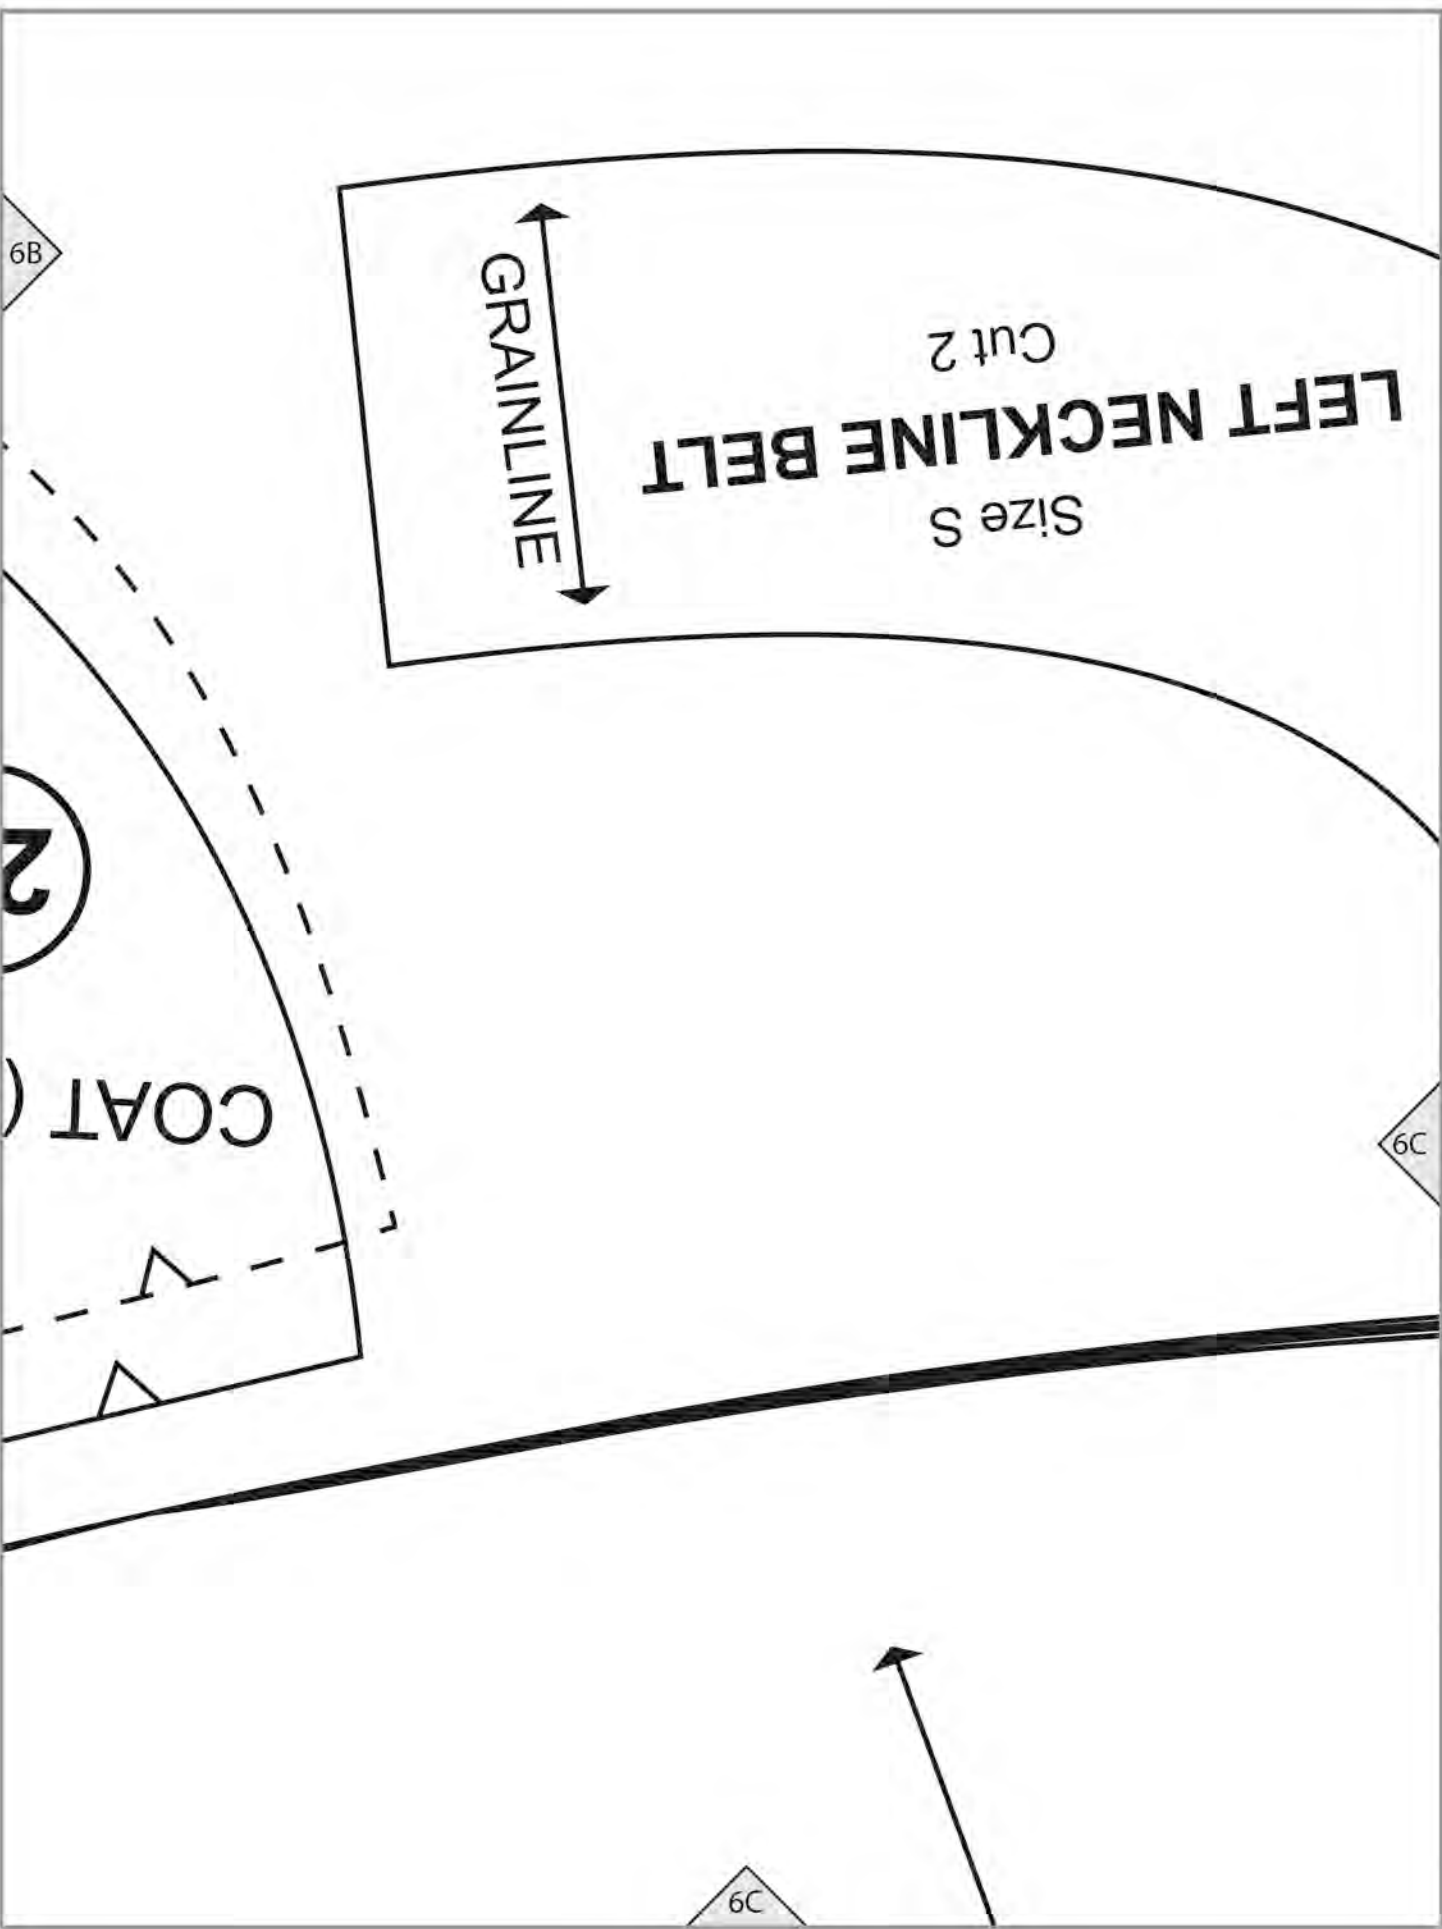 6B
GRAINLINE
Size S
LEFT NECKLINE BELT
Cut 2
2
COAT (
6C
6C